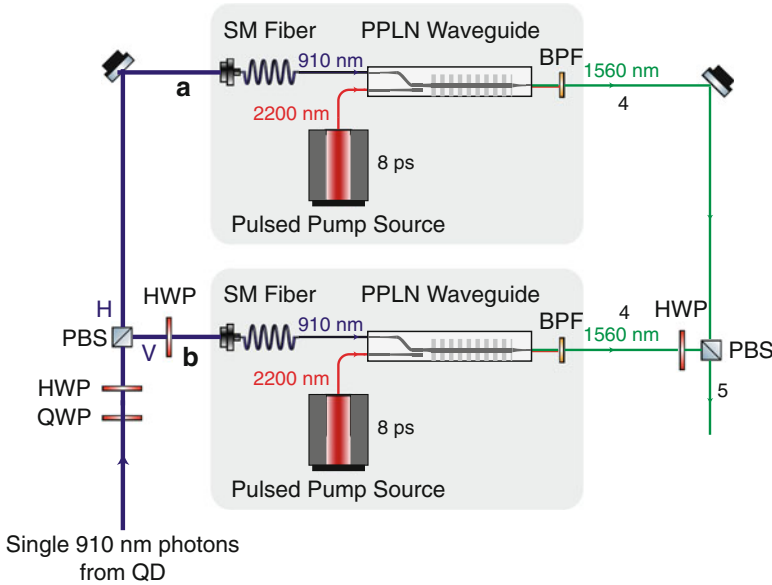 SM Fiber
PPLN Waveguide
910 nm
BPF
1560 nm
a
4
2200 nm
8 ps
Pulsed Pump Source
SM Fiber
PPLN Waveguide
H
HWP
910 nm
BPF
4
1560 nm
HWP
PBS
V
b
PBS
2200 nm
HWP
5
QWP
8 ps
Pulsed Pump Source
Single 910 nm photons
from QD